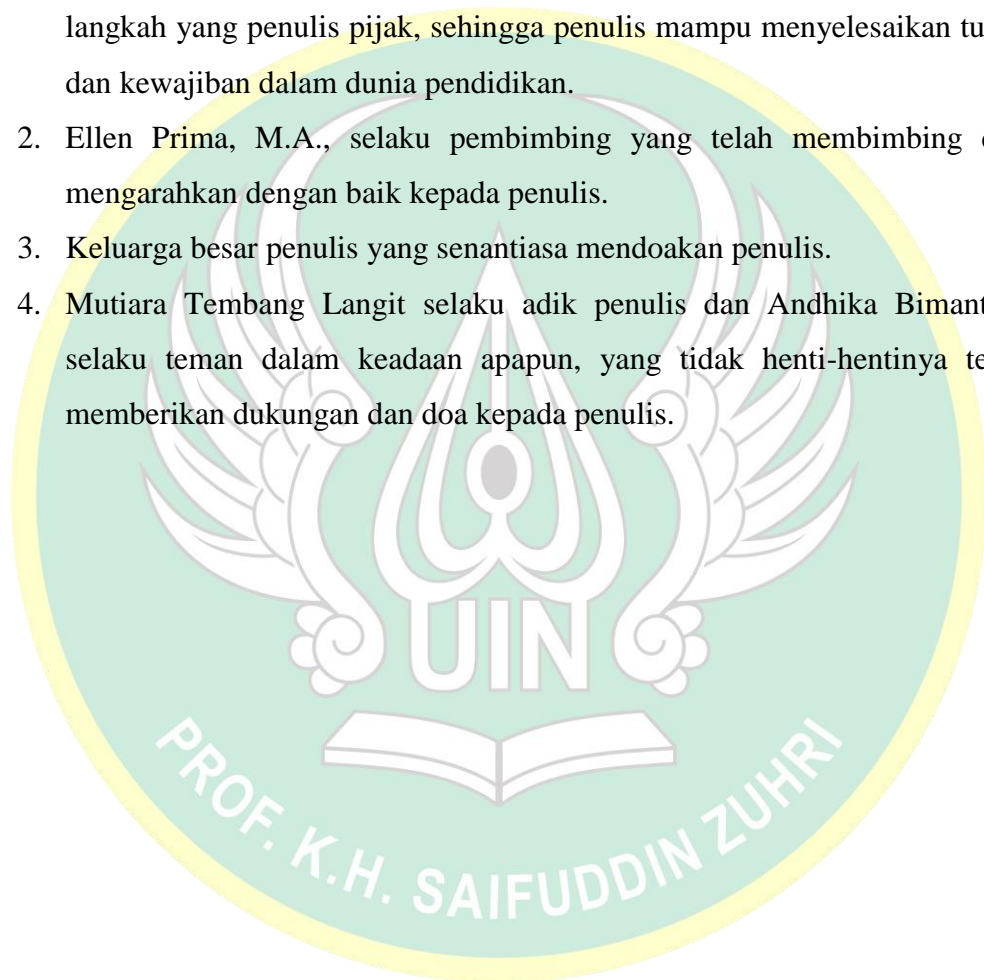 langkah yang penulis pijak, sehingga penulis mampu menyelesaikan
dan kewajiban dalam dunia pendidikan.
2. Ellen Prima, M.A., selaku pembimbing yang telah membimbing
mengarahkan dengan baik kepada penulis.
3. Keluarga besar penulis yang senantiasa mendoakan penulis.
4. Mutiara Tembang Langit selaku adik penulis dan Andhika
selaku teman dalam keadaan apapun, yang tidak henti-hentinya
memberikan dukungan dan doa kepada penulis.
UIN
PROF. K.H. SAIFUDDIN ZUHRI